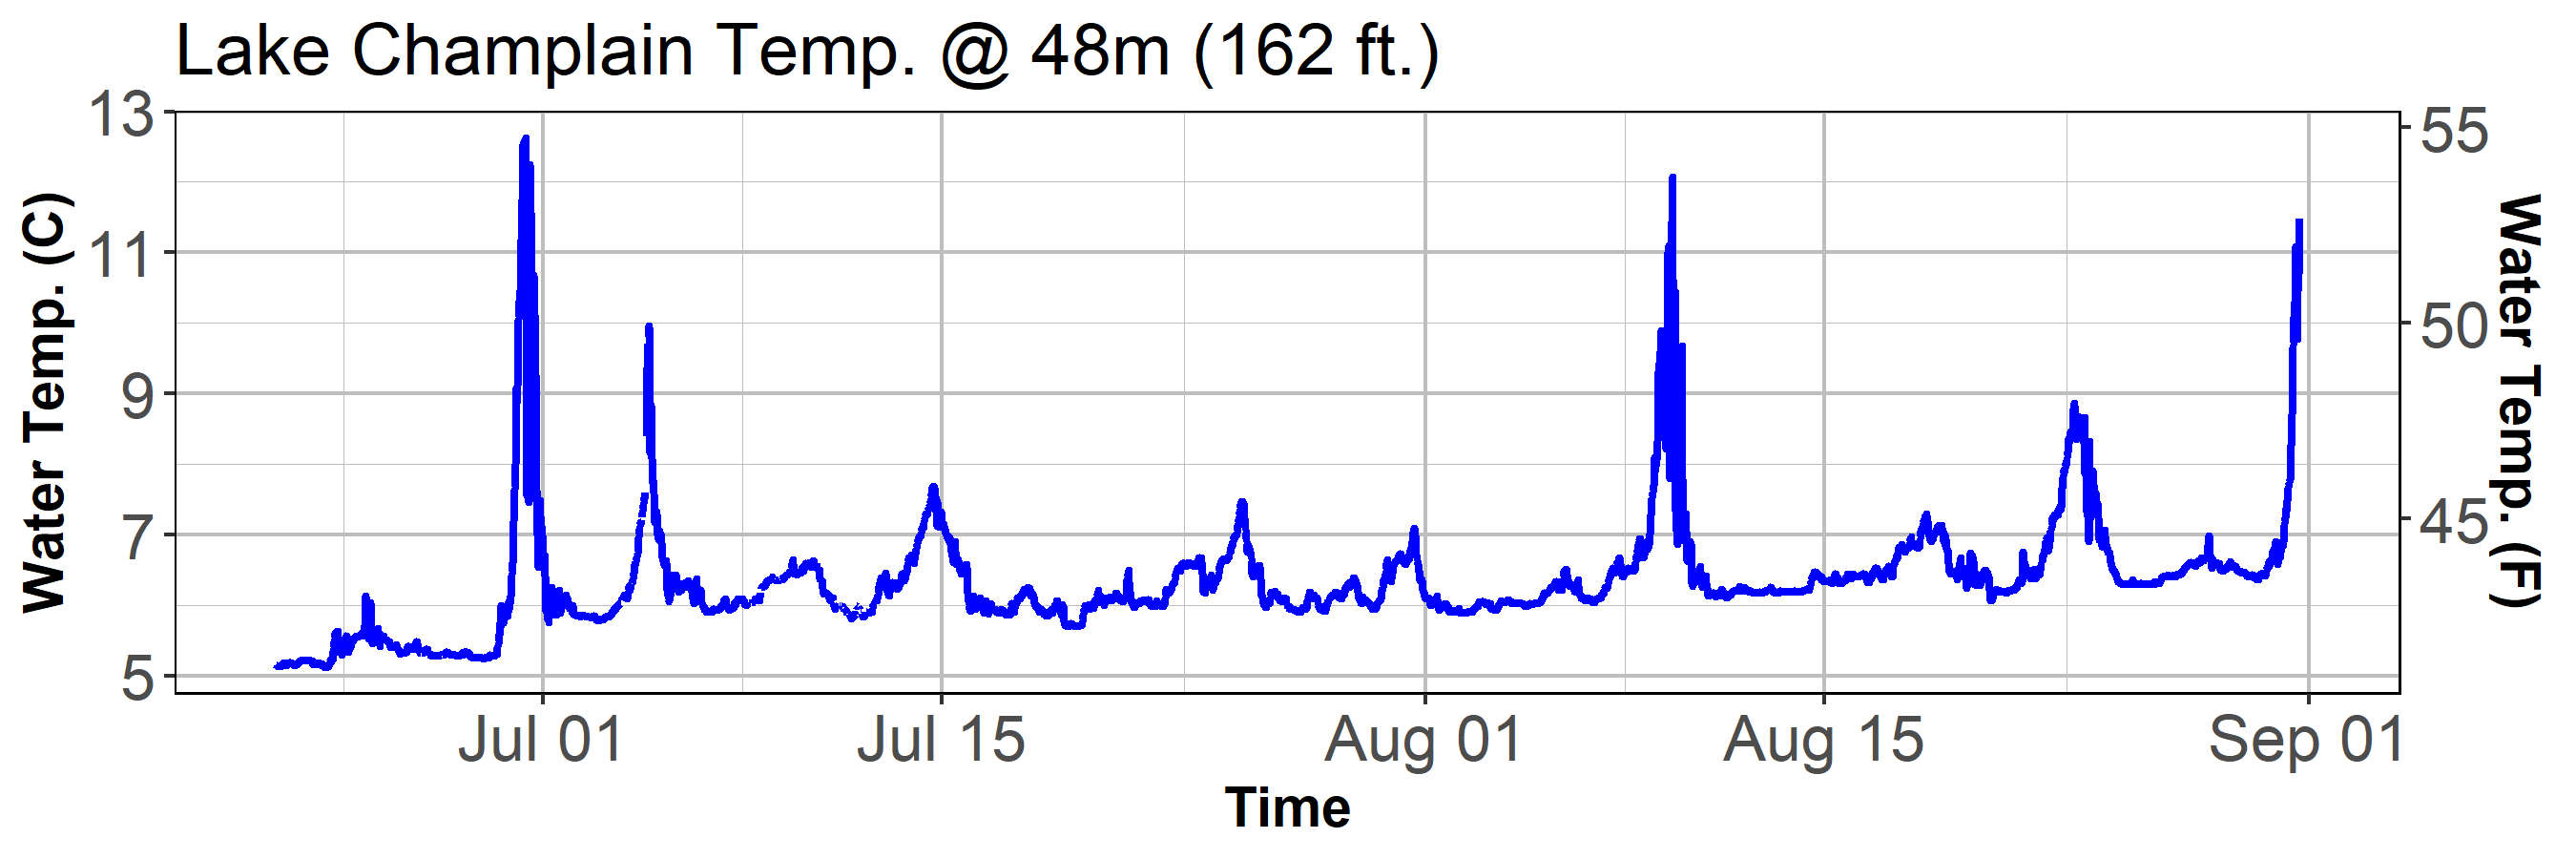 Lake Champlain Temp. @ 48m (162 ft.)
13
11
9
7
5
Water Temp. (C)
55
50
45
Water Temp. (F)
Jul 01
Jul 15
Aug 01
Aug 15
Sep 01
Time